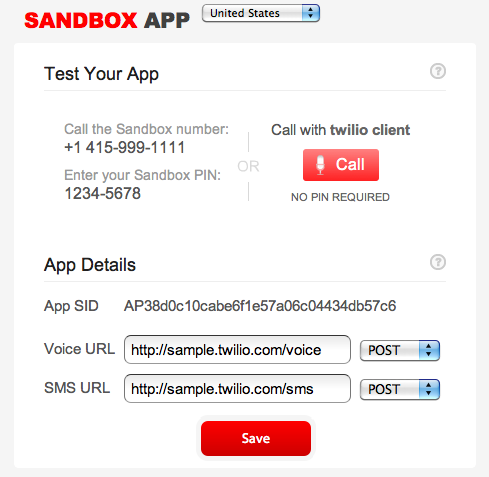 SANDBOX APP United States
Test Your App ?
Call the Sandbox number:
+1 415-999-1111
Enter your Sandbox PIN:
1234-5678
OR
Call with twilio client
Call
NO PIN REQUIRED
App Details ?
App SID AP38d0c10cabe6f1e57a06c04434db57c6
Voice URL http://sample.twilio.com/voice POST
SMS URL http://sample.twilio.com/sms POST
Save